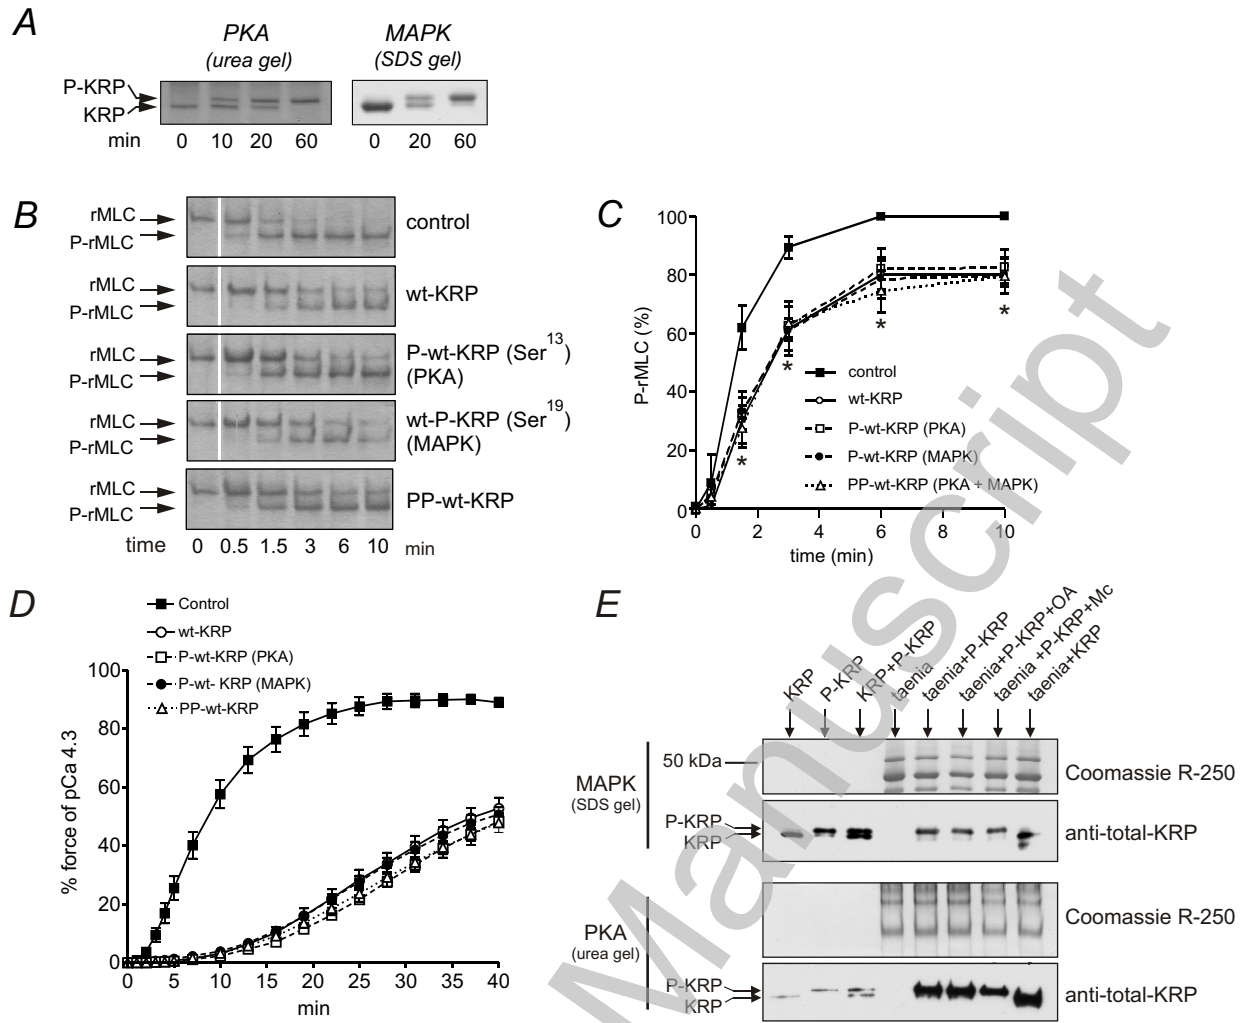 A
PKA
(urea gel)
MAPK
(SDS gel)
P-KRP
KRP
min 0 10 20 60 0 20 60
B
rMLC
P-rMLC
control
rMLC
P-rMLC
wt-KRP
rMLC
P-rMLC
P-wt-KRP (Ser13)
(PKA)
rMLC
P-rMLC
wt-P-KRP (Ser19)
(MAPK)
rMLC
P-rMLC
PP-wt-KRP
time 0 0.5 1.5 3 6 10 min
C
P-rMLC (%)
100
80
60
40
20
0
0 2 4 6 8 10
time (min)
control
wt-KRP
P-wt-KRP (PKA)
P-wt-KRP (MAPK)
PP-wt-KRP (PKA + MAPK)
*
*
*
*
D
Control
wt-KRP
P-wt-KRP (PKA)
P-wt- KRP (MAPK)
PP-wt-KRP
% force of pCa 4.3
100
80
60
40
20
0
0 5 10 15 20 25 30 35 40
min
E
KRP
P-KRP
KRP+P-KRP
taenia
taenia+P-KRP
taenia+P-KRP+OA
taenia +P-KRP+Mc
taenia+KRP
MAPK
(SDS gel)
50 kDa
Coomassie R-250
P-KRP
KRP
anti-total-KRP
PKA
(urea gel)
Coomassie R-250
P-KRP
KRP
anti-total-KRP
Manuscript